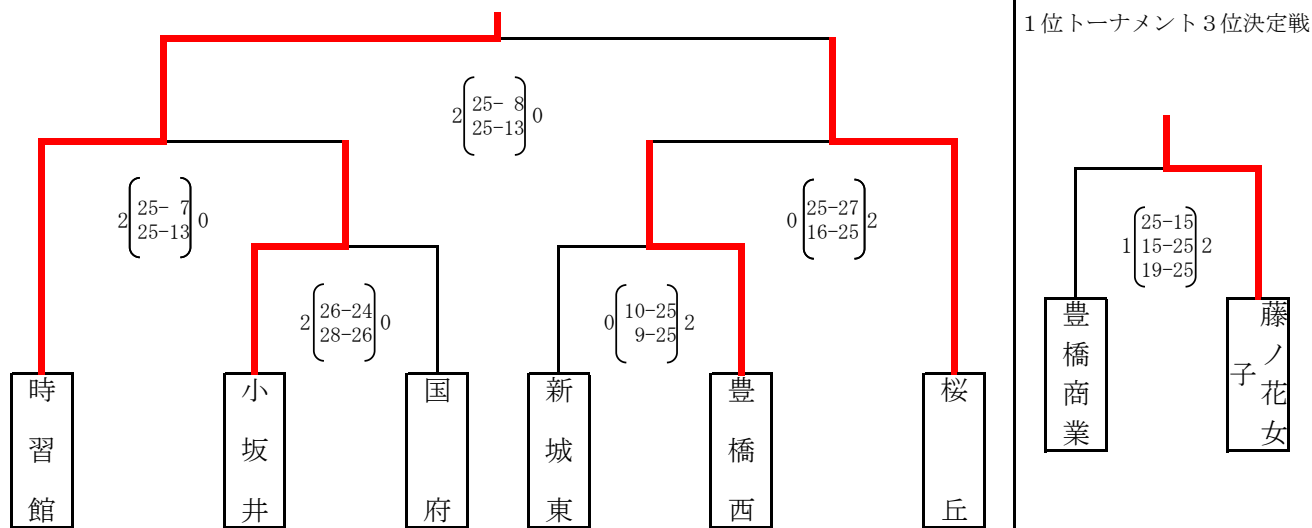 1位トーナメント3位決定戦
2 25- 8 0
25-13
2 25- 7 0
25-13
0 25-27 2
16-25
1 25-15 2
15-25
19-25
2 26-24 0
28-26
0 10-25 2
9-25
時習館
小坂井
国府
新城東
豊橋西
桜丘
豊橋商業
藤ノ花女
子